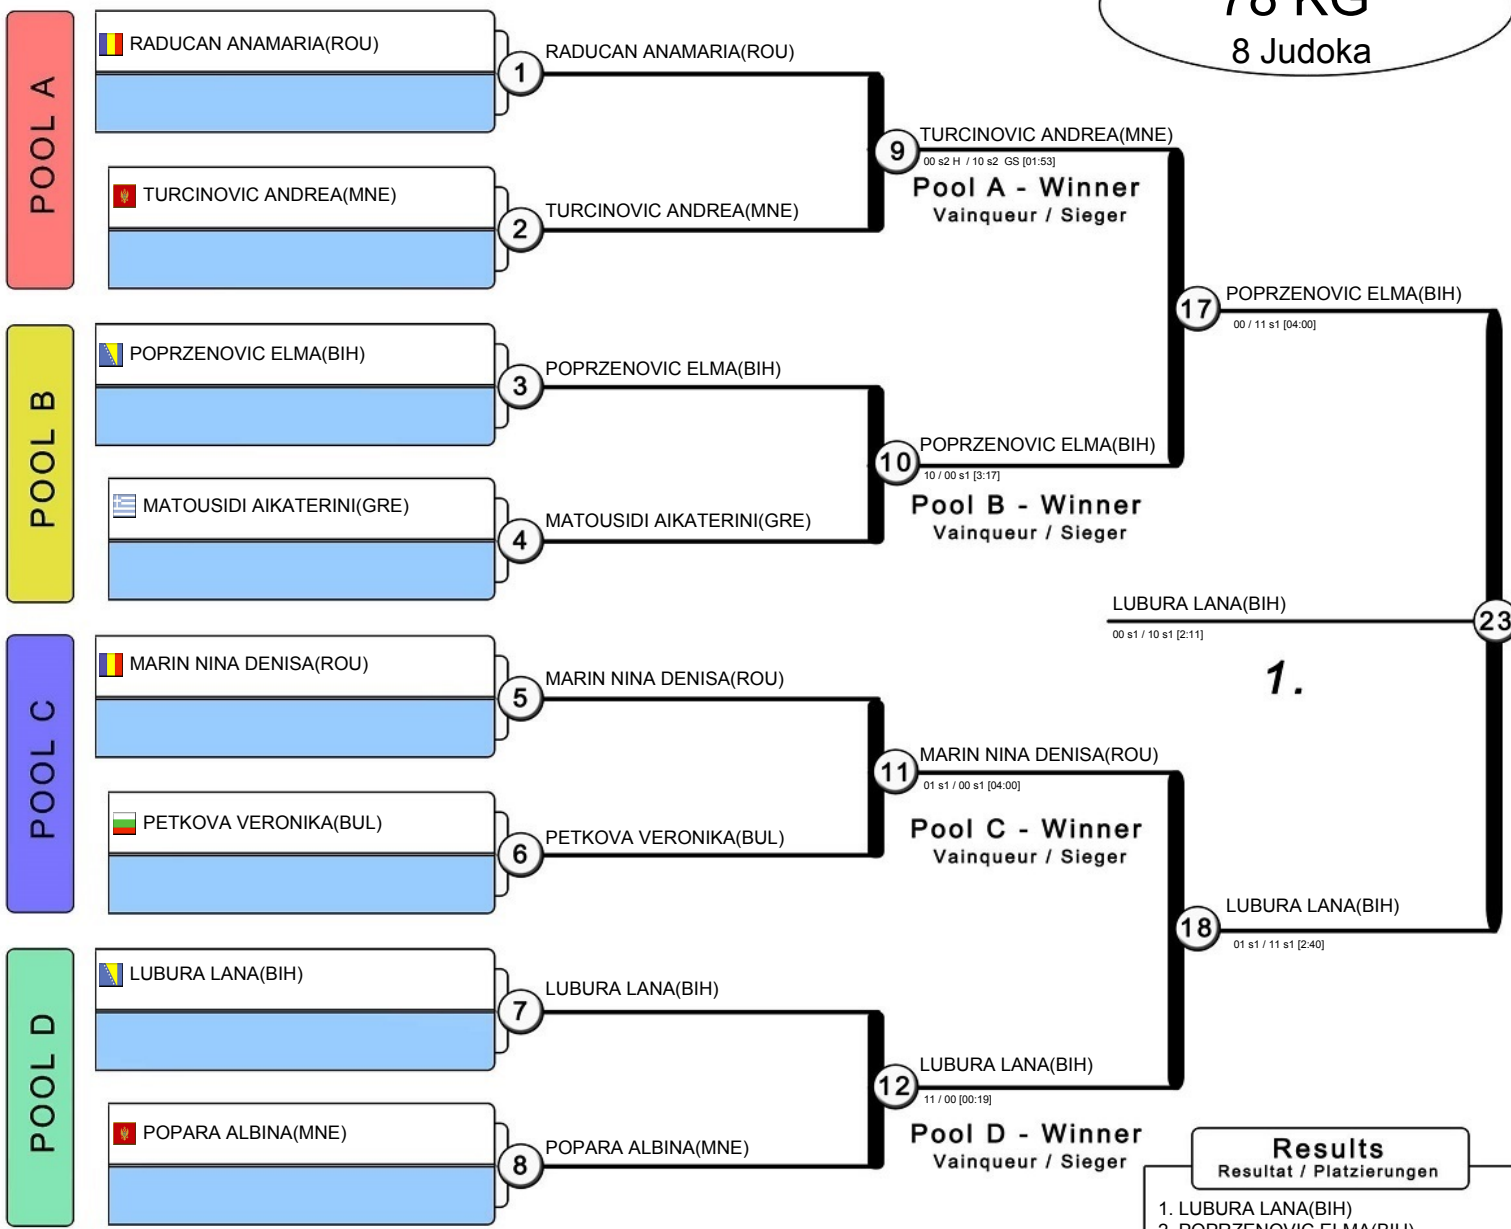 78 KG
8 Judoka
POOL A
RADUCAN ANAMARIA(ROU)
1
RADUCAN ANAMARIA(ROU)
TURCINOVIC ANDREA(MNE)
2
TURCINOVIC ANDREA(MNE)
9
TURCINOVIC ANDREA(MNE)
00 s2 H / 10 s2 GS [01:53]
Pool A - Winner
Vainqueur / Sieger
POOL B
POPRZENOVIC ELMA(BIH)
3
POPRZENOVIC ELMA(BIH)
MATOUSIDI AIKATERINI(GRE)
4
MATOUSIDI AIKATERINI(GRE)
10
POPRZENOVIC ELMA(BIH)
10 / 00 s1 [3:17]
Pool B - Winner
Vainqueur / Sieger
17
POPRZENOVIC ELMA(BIH)
00 / 11 s1 [04:00]
LUBURA LANA(BIH)
00 s1 / 10 s1 [2:11]
1.
23
POOL C
MARIN NINA DENISA(ROU)
5
MARIN NINA DENISA(ROU)
PETKOVA VERONIKA(BUL)
6
PETKOVA VERONIKA(BUL)
11
MARIN NINA DENISA(ROU)
01 s1 / 00 s1 [04:00]
Pool C - Winner
Vainqueur / Sieger
18
LUBURA LANA(BIH)
01 s1 / 11 s1 [2:40]
POOL D
LUBURA LANA(BIH)
7
LUBURA LANA(BIH)
POPARA ALBINA(MNE)
8
POPARA ALBINA(MNE)
12
LUBURA LANA(BIH)
11 / 00 [00:19]
Pool D - Winner
Vainqueur / Sieger
Results
Resultat / Platzierungen
1. LUBURA LANA(BIH)
2. POPRZENOVIC ELMA(BIH)